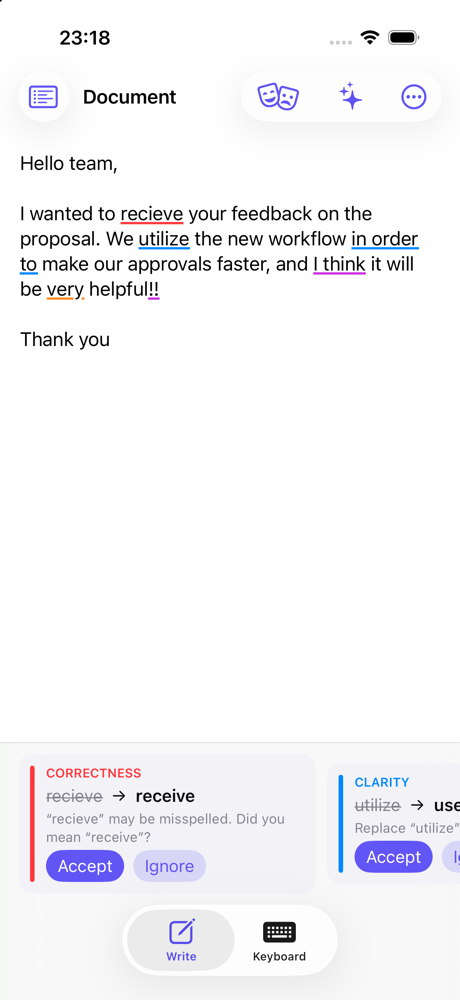 23:18
Document
Hello team,
I wanted to recieve your feedback on the
proposal. We utilize the new workflow in order
to make our approvals faster, and I think it will
be very helpful!!
Thank you
CORRECTNESS
recieve → receive
“recieve” may be misspelled. Did you
mean “receive”?
Accept Ignore
CLARITY
utilize → use
Replace “utilize”
Accept
Write Keyboard